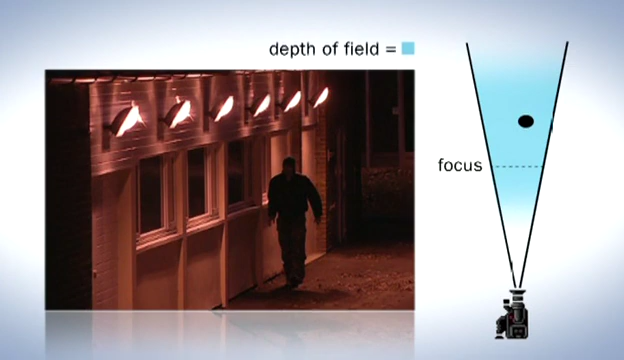 depth of field =
focus